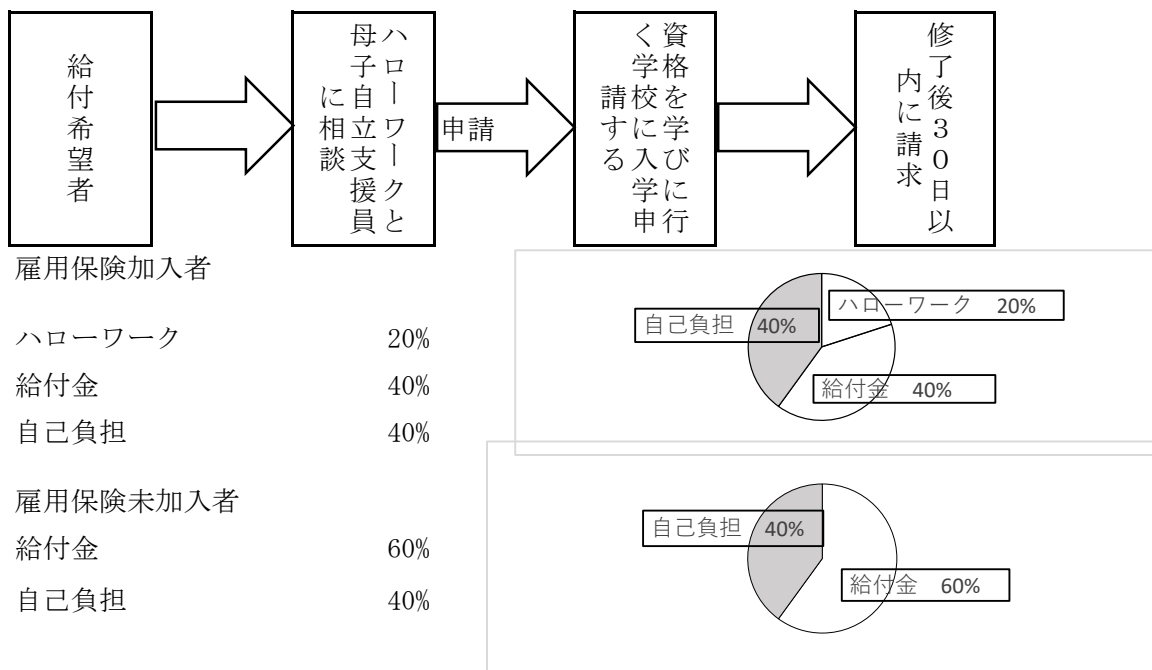 給付希望者
ハローワークと
母子自立支援員
に相談
申請
資格を学びに行
く学校に入学申
請する
修了後３０日以
内に請求
雇用保険加入者
ハローワーク 20%
給付金 40%
自己負担 40%
ハローワーク 20%
自己負担 40%
給付金 40%
雇用保険未加入者
給付金 60%
自己負担 40%
自己負担 40%
給付金 60%